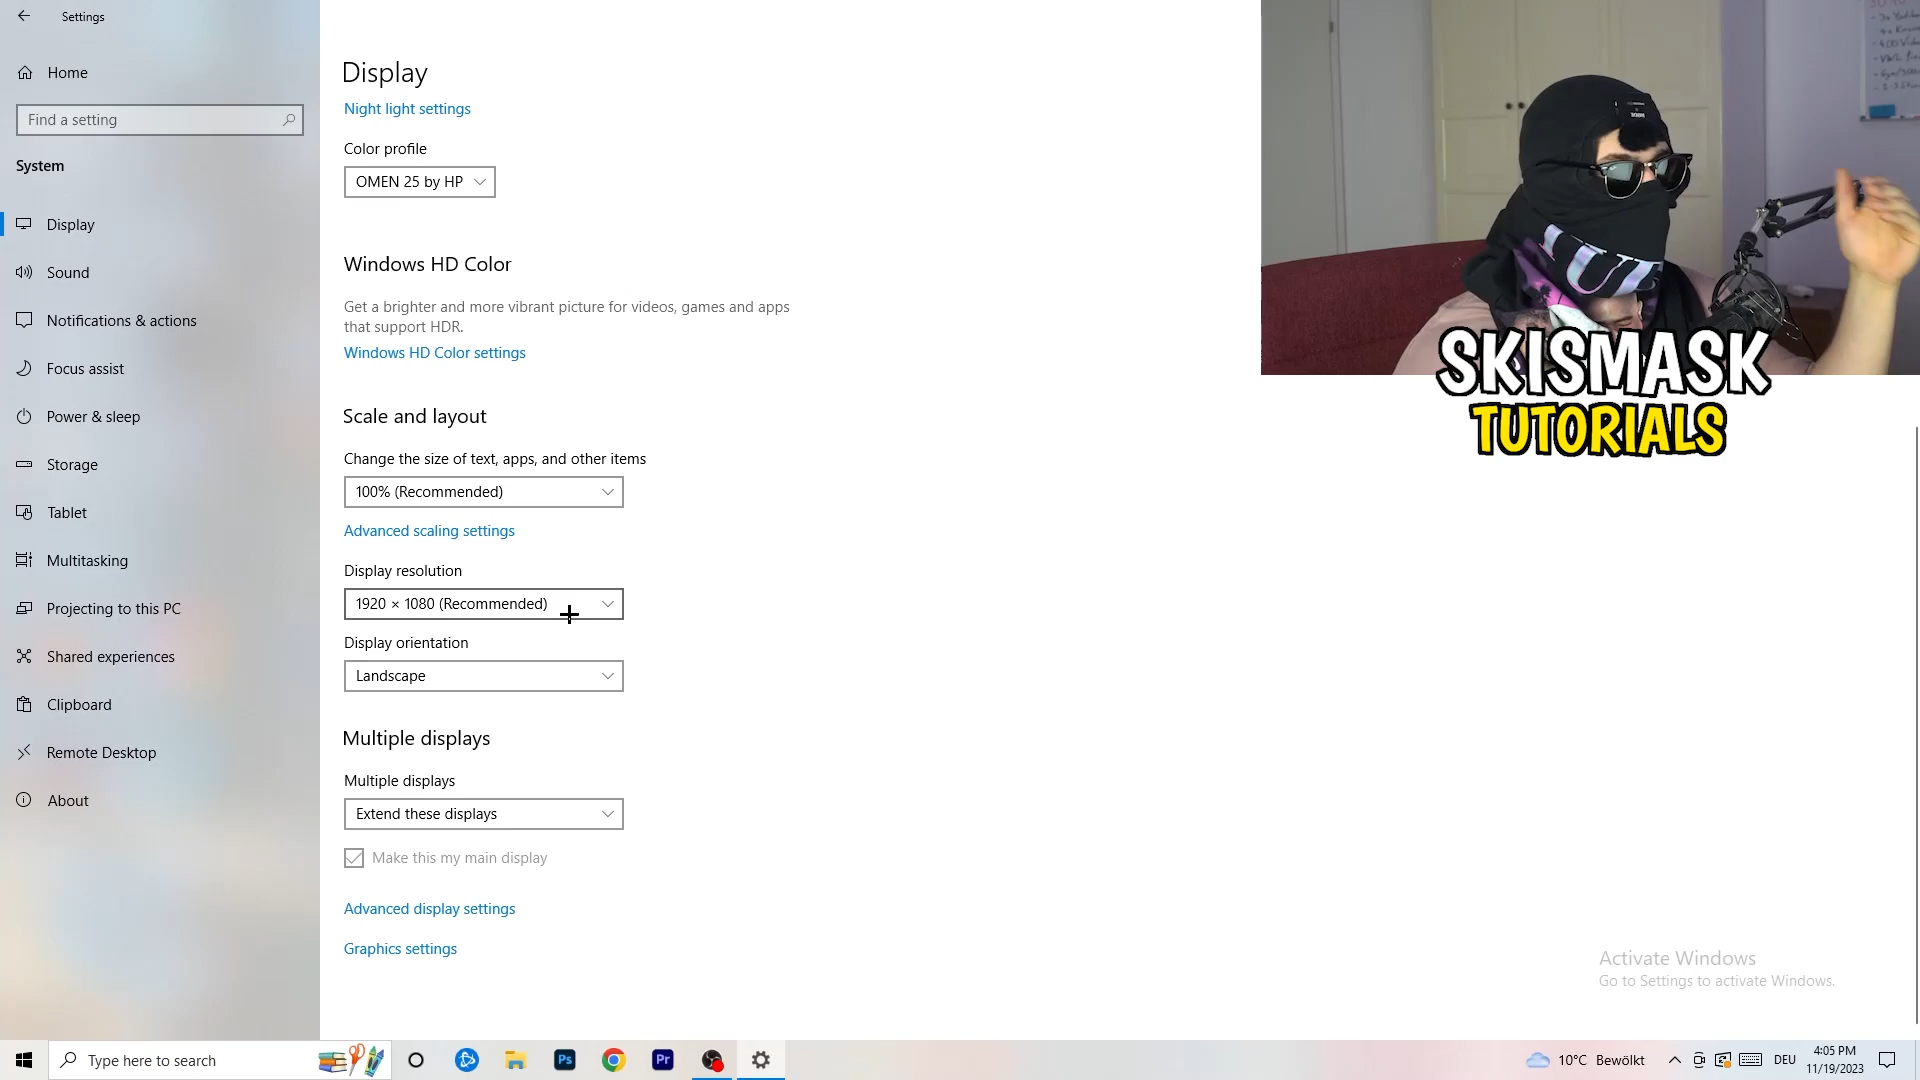 Settings
Home
Find a setting
System
Display
Sound
Notifications & actions
Focus assist
Power & sleep
Storage
Tablet
Multitasking
Projecting to this PC
Shared experiences
Clipboard
Remote Desktop
About
Display
Night light settings
Color profile
OMEN 25 by HP
Windows HD Color
Get a brighter and more vibrant picture for videos, games and apps
that support HDR.
Windows HD Color settings
Scale and layout
Change the size of text, apps, and other items
100% (Recommended)
Advanced scaling settings
Display resolution
1920 × 1080 (Recommended)
Display orientation
Landscape
Multiple displays
Multiple displays
Extend these displays
Make this my main display
Advanced display settings
Graphics settings
SKISMASK
TUTORIALS
Activate Windows
Go to Settings to activate Windows.
Type here to search
Ps
Pr
10°C Bewölkt
DEU
4:05 PM
11/19/2023